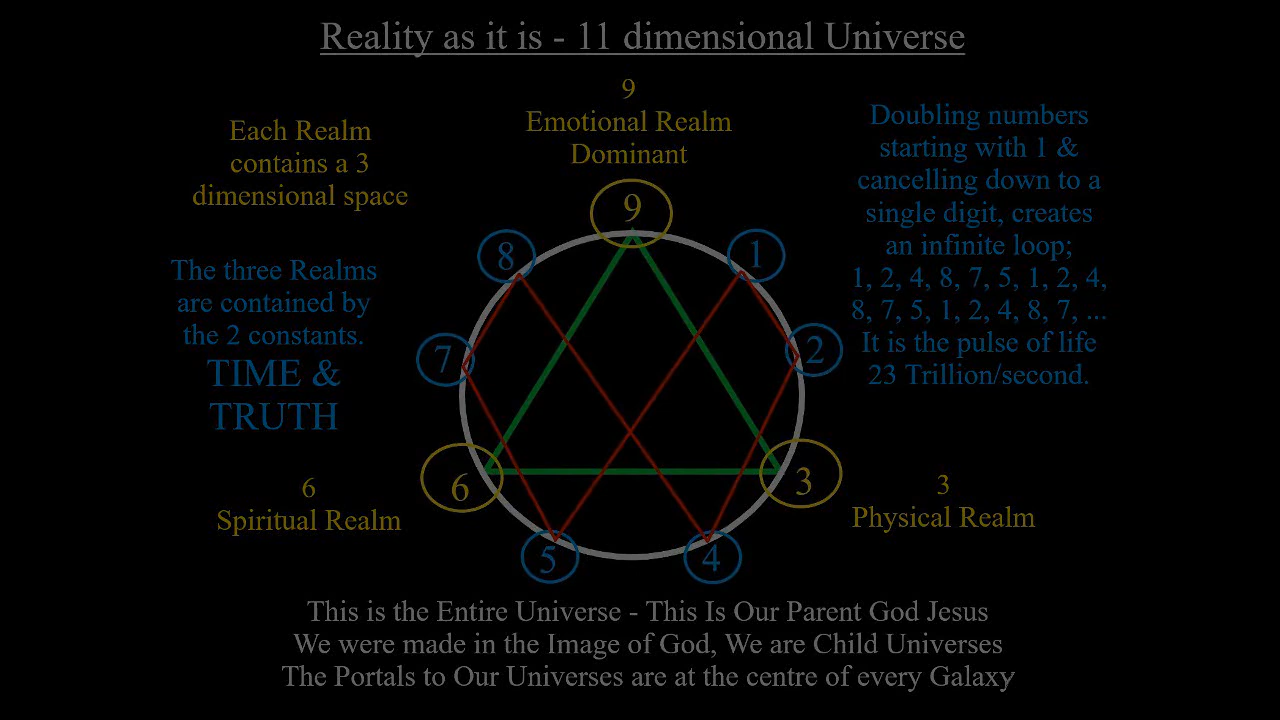 Reality as it is - 11 dimensional Universe
9
Emotional Realm
Dominant
Each Realm
contains a 3
dimensional space
The three Realms
are contained by
the 2 constants.
TIME &
TRUTH
Doubling numbers
starting with 1 &
cancelling down to a
single digit, creates
an infinite loop;
1, 2, 4, 8, 7, 5, 1, 2, 4,
8, 7, 5, 1, 2, 4, 8, 7, ...
It is the pulse of life
23 Trillion/second.
9
8
1
7
2
6
3
5
4
6
Spiritual Realm
3
Physical Realm
This is the Entire Universe - This Is Our Parent God Jesus
We were made in the Image of God, We are Child Universes
The Portals to Our Universes are at the centre of every Galaxy